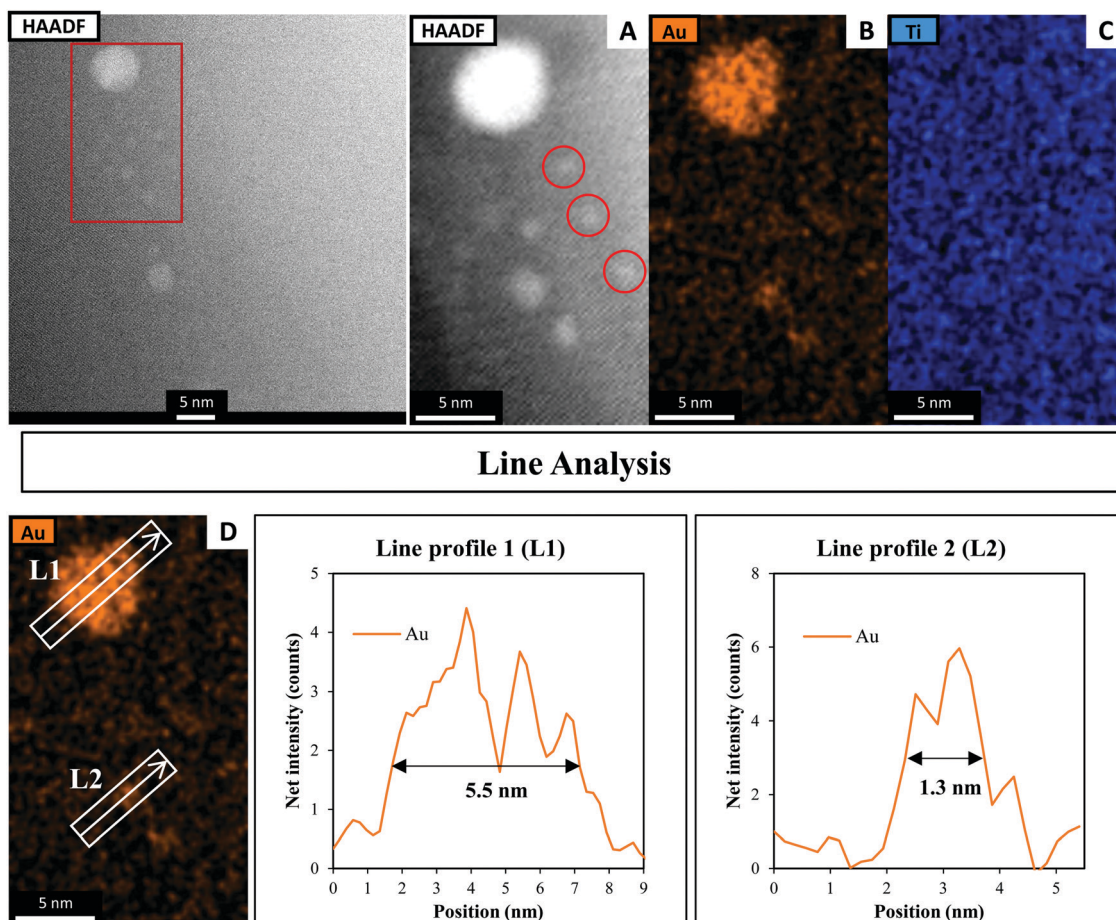 HAADF
5 nm
HAADF
A
5 nm
Au
B
5 nm
Ti
C
5 nm
Line Analysis
Au
D
L1
L2
5 nm
Line profile 1 (L1)
Net intensity (counts)
5
4
3
2
1
0
Au
5.5 nm
0 1 2 3 4 5 6 7 8 9
Position (nm)
Line profile 2 (L2)
Net intensity (counts)
8
6
4
2
0
Au
1.3 nm
0 1 2 3 4 5
Position (nm)